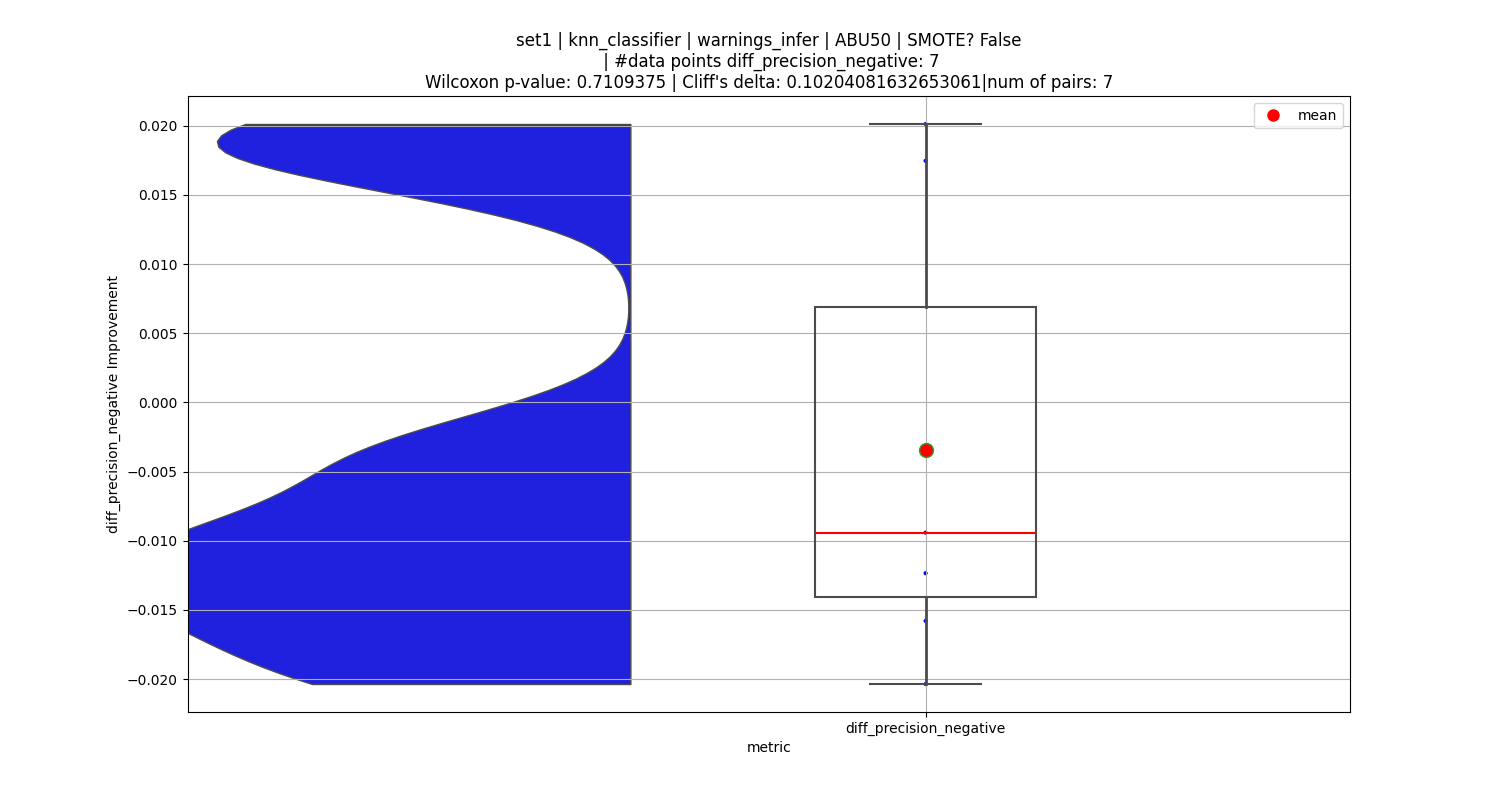 set1 | knn_classifier | warnings_infer | ABU50 | SMOTE? False
| #data points diff_precision_negative: 7
Wilcoxon p-value: 0.7109375 | Cliff's delta: 0.10204081632653061|num of pairs: 7
mean
0.020
0.015
0.010
0.005
0.000
−0.005
−0.010
−0.015
−0.020
diff_precision_negative Improvement
diff_precision_negative
metric